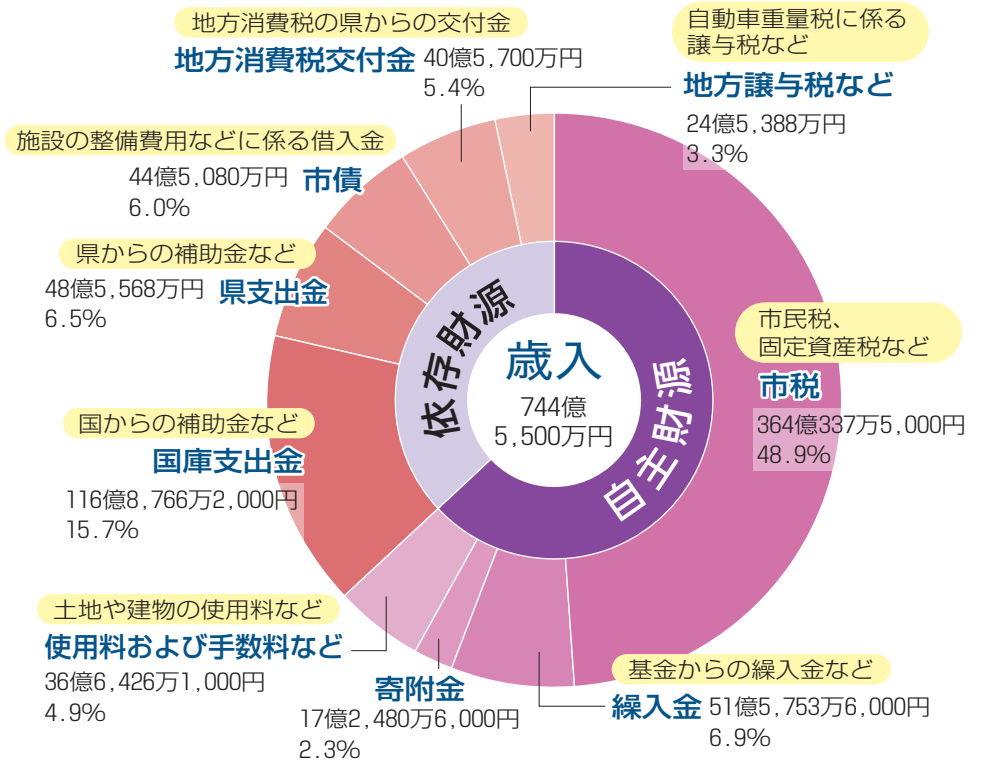 地方消費税の県からの交付金
地方消費税交付金 40億5,700万円
5.4%
自動車重量税に係る
譲与税など
地方譲与税など
24億5,388万円
3.3%
施設の整備費用などに係る借入金
44億5,080万円 市債
6.0%
県からの補助金など
48億5,568万円 県支出金
6.5%
国からの補助金など
国庫支出金
116億8,766万2,000円
15.7%
依存財源
歳入
744億
5,500万円
自主財源
市民税、
固定資産税など
市税
364億337万5,000円
48.9%
土地や建物の使用料など
使用料および手数料など
36億6,426万1,000円
4.9%
寄附金
17億2,480万6,000円
2.3%
基金からの繰入金など
繰入金 51億5,753万6,000円
6.9%